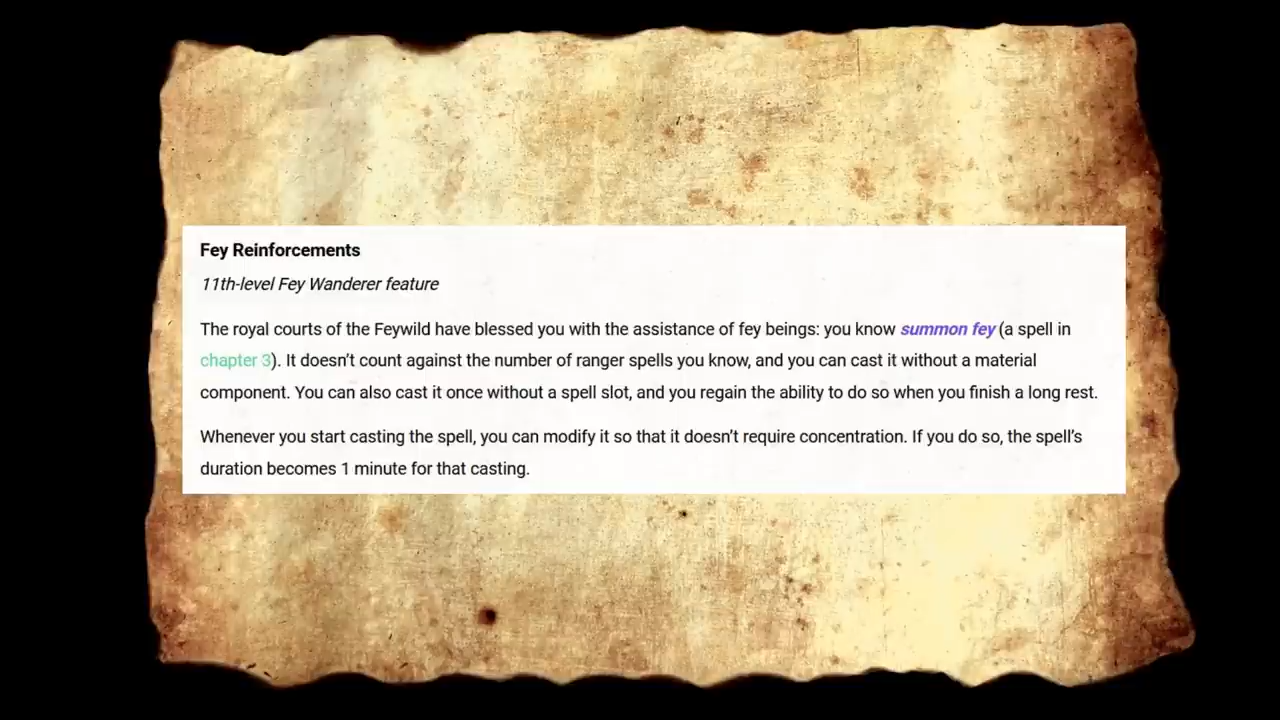 Fey Reinforcements
11th-level Fey Wanderer feature
The royal courts of the Feywild have blessed you with the assistance of fey beings: you know summon fey (a spell in
chapter 3). It doesn’t count against the number of ranger spells you know, and you can cast it without a material
component. You can also cast it once without a spell slot, and you regain the ability to do so when you finish a long rest.
Whenever you start casting the spell, you can modify it so that it doesn’t require concentration. If you do so, the spell’s
duration becomes 1 minute for that casting.